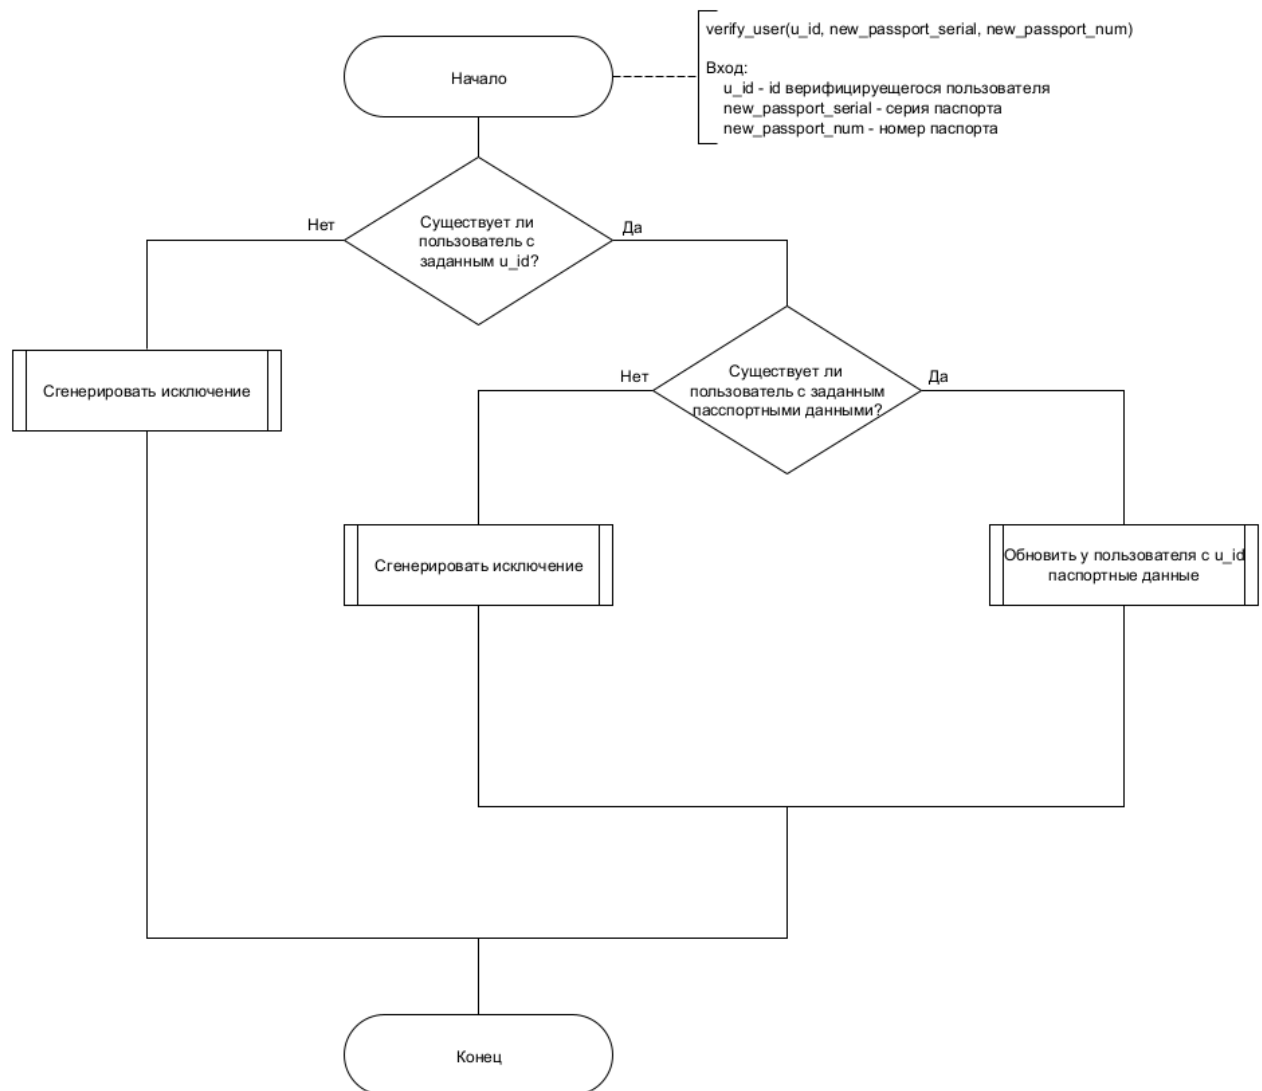 verify_user(u_id, new_passport_serial, new_passport_num)
Вход:
u_id - id верифицируещегося пользователя
new_passport_serial - серия паспорта
new_passport_num - номер паспорта
Начало
Существует ли
пользователь с
заданным u_id?
Нет
Да
Сгенерировать исключение
Существует ли
пользователь с заданным
пасспортными данными?
Нет
Да
Сгенерировать исключение
Обновить у пользователя с u_id
паспортные данные
Конец